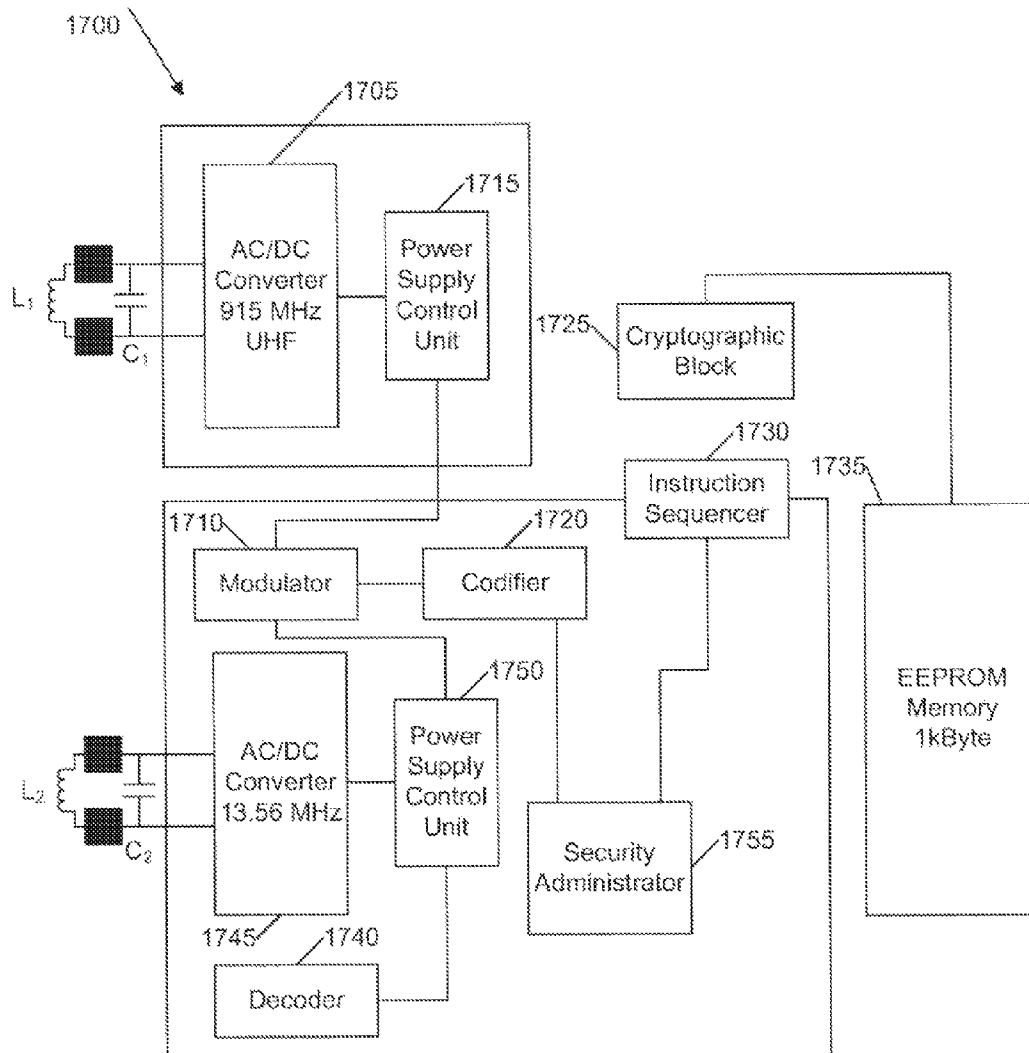 1700
1705
1715
AC/DC
Converter
915 MHz
UHF
Power
Supply
Control
Unit
L1
C1
1725
Cryptographic
Block
1730
Instruction
Sequencer
1735
EEPROM
Memory
1kByte
1710
Modulator
1720
Codifier
1750
AC/DC
Converter
13.56 MHz
Power
Supply
Control
Unit
L2
C2
1745
1755
Security
Administrator
1740
Decoder